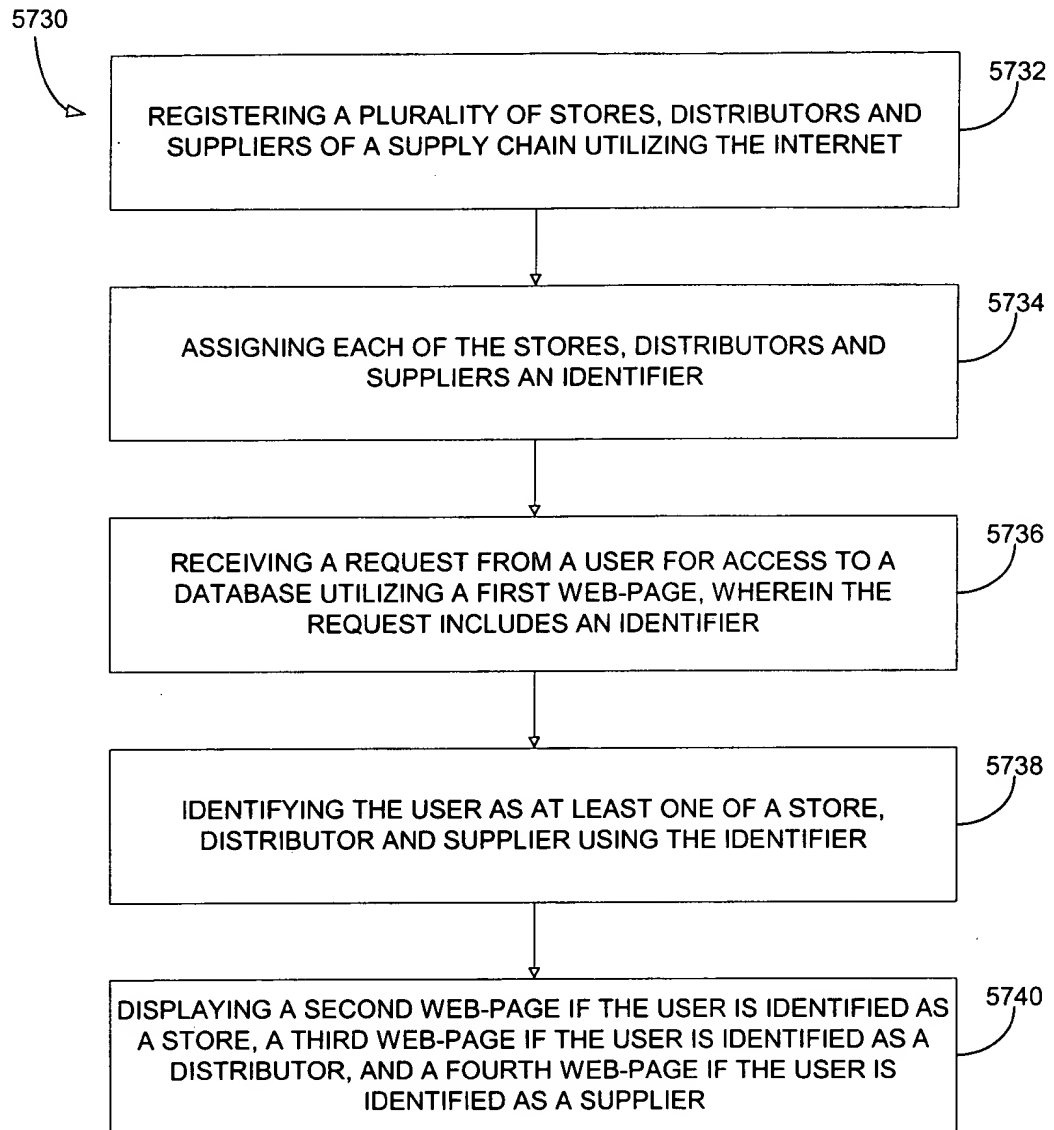 5730
5732
REGISTERING A PLURALITY OF STORES, DISTRIBUTORS AND
SUPPLIERS OF A SUPPLY CHAIN UTILIZING THE INTERNET
5734
ASSIGNING EACH OF THE STORES, DISTRIBUTORS AND
SUPPLIERS AN IDENTIFIER
5736
RECEIVING A REQUEST FROM A USER FOR ACCESS TO A
DATABASE UTILIZING A FIRST WEB-PAGE, WHEREIN THE
REQUEST INCLUDES AN IDENTIFIER
5738
IDENTIFYING THE USER AS AT LEAST ONE OF A STORE,
DISTRIBUTOR AND SUPPLIER USING THE IDENTIFIER
5740
DISPLAYING A SECOND WEB-PAGE IF THE USER IS IDENTIFIED AS
A STORE, A THIRD WEB-PAGE IF THE USER IS IDENTIFIED AS A
DISTRIBUTOR, AND A FOURTH WEB-PAGE IF THE USER IS
IDENTIFIED AS A SUPPLIER